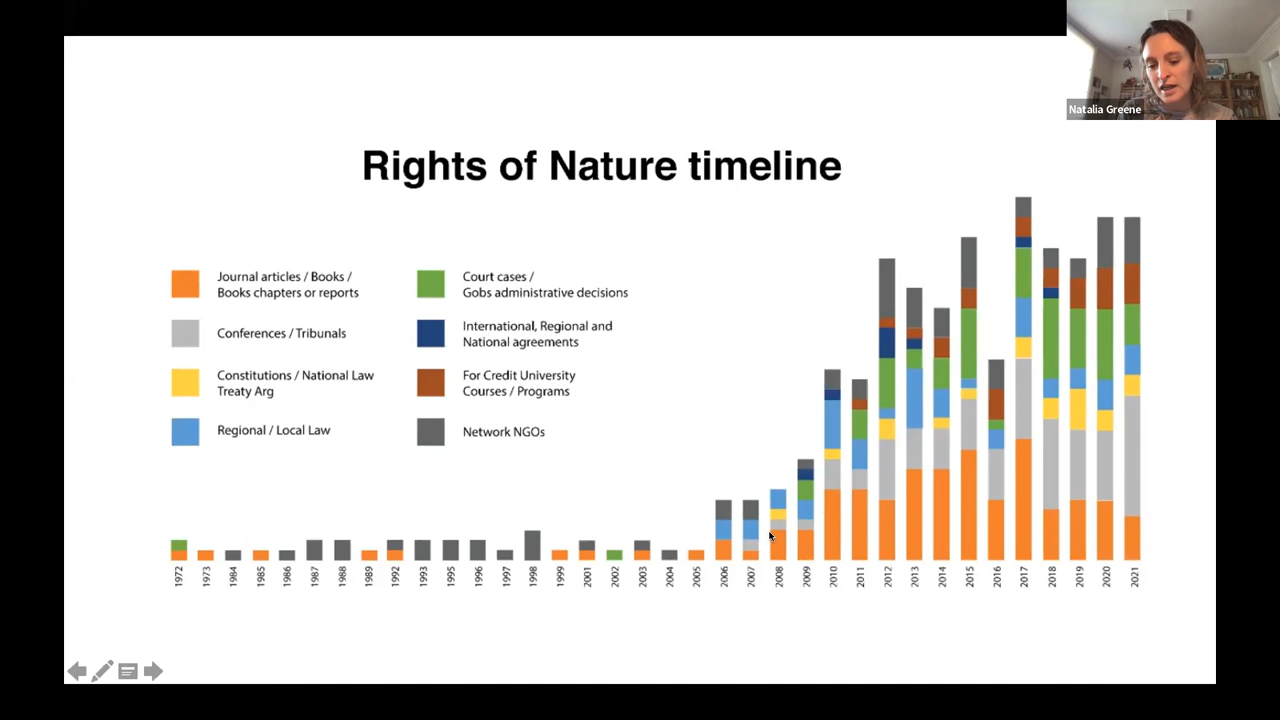 Natalia Greene
Rights of Nature timeline
Journal articles / Books /
Books chapters or reports
Conferences / Tribunals
Constitutions / National Law
Treaty Arg
Regional / Local Law
Court cases /
Gobs administrative decisions
International, Regional and
National agreements
For Credit University
Courses / Programs
Network NGOs
1972 1973 1984 1985 1986 1987 1988 1989 1992 1993 1995 1996 1997 1998 1999 2001 2002 2003 2004 2005 2006 2007 2008 2009 2010 2011 2012 2013 2014 2015 2016 2017 2018 2019 2020 2021